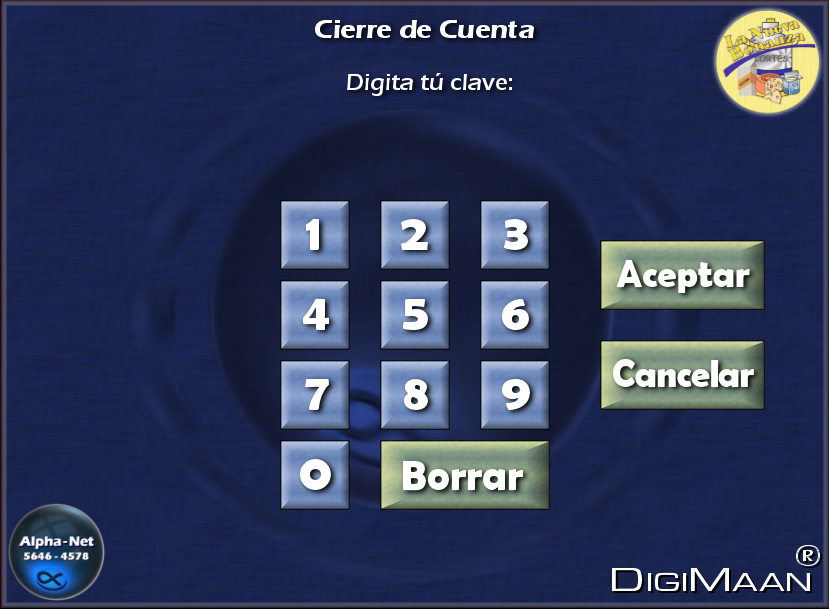 Cierre de Cuenta
Digita tú clave:
La Nueva
Bonanza
CORTÉS
1 2 3
Aceptar
4 5 6
Cancelar
7 8 9
0 Borrar
Alpha-Net
5646 - 4578
DIGIMAAN®